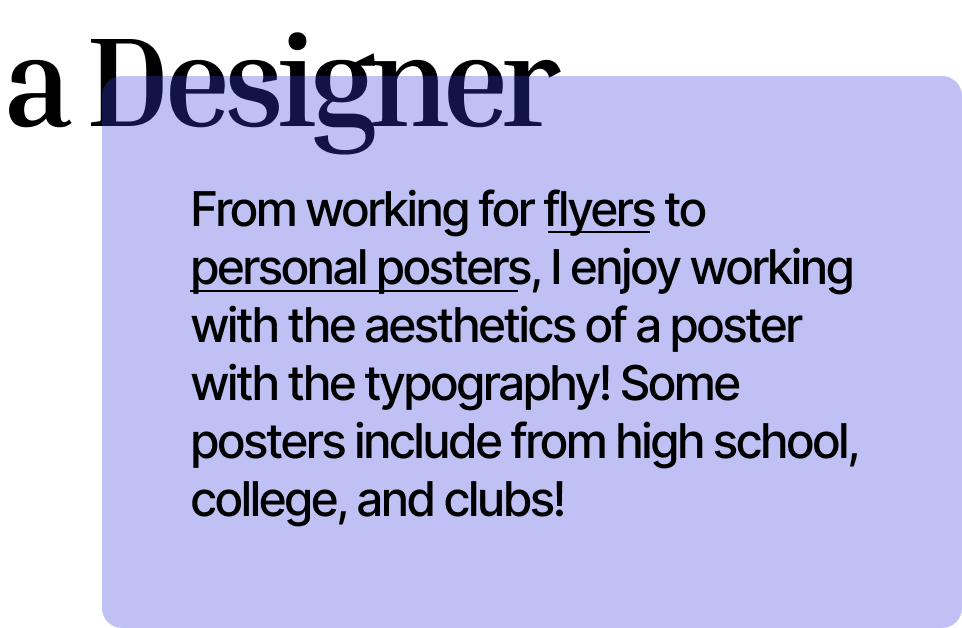 a Designer
From working for flyers to
personal posters, I enjoy working
with the aesthetics of a poster
with the typography! Some
posters include from high school,
college, and clubs!